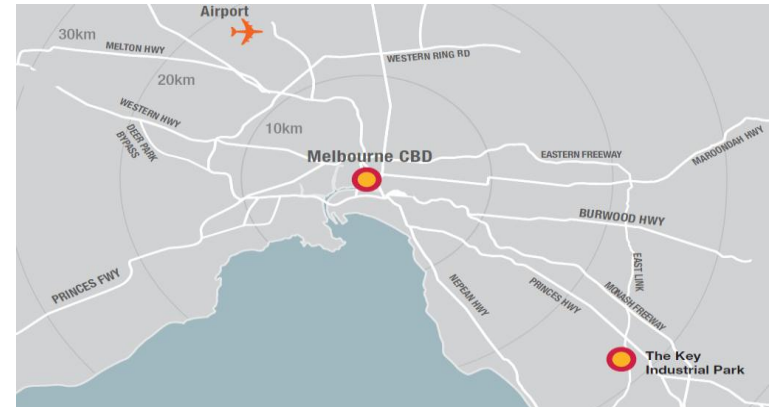 Airport
30km
MELTON HWY
WESTERN RING RD
20km
WESTERN HWY
10km
DEER PARK
BYPASS
Melbourne CBD
EASTERN FREEWAY
MAROONDAH HWY
BURWOOD HWY
EAST LINK
PRINCES FWY
NEPEAN HWY
PRINCES HWY
MONASH FREEWAY
The Key
Industrial Park